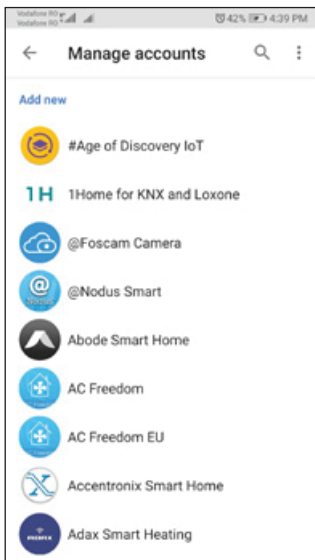 Vodafone RO
Vodafone RO
42% 4:39 PM
Manage accounts
Add new
#Age of Discovery IoT
1H 1Home for KNX and Loxone
@Foscam Camera
@ Nodus
@Nodus Smart
Abode Smart Home
AC Freedom
AC Freedom EU
Accentronix Smart Home
Adax Smart Heating